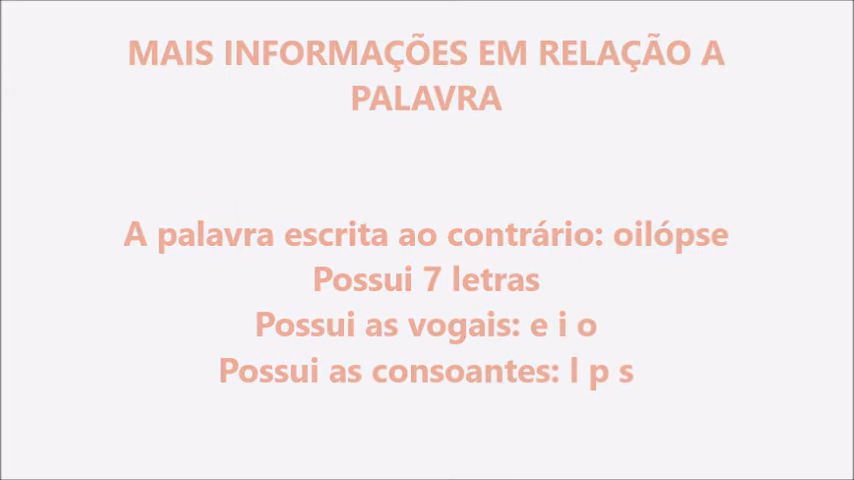 MAIS INFORMAÇÕES EM RELAÇÃO A
PALAVRA
A palavra escrita ao contrário: oilópse
Possui 7 letras
Possui as vogais: e i o
Possui as consoantes: l p s